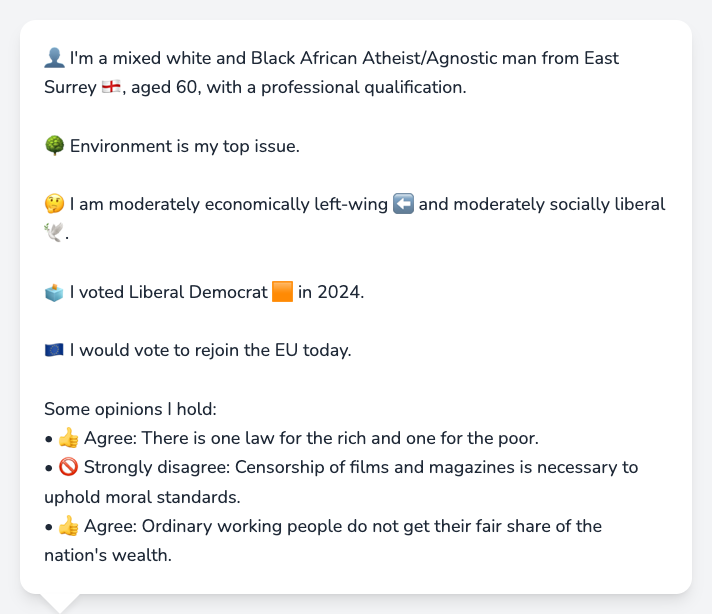 👤 I'm a mixed white and Black African Atheist/Agnostic man from East
Surrey 🏴󠁧󠁢󠁥󠁮󠁧󠁿, aged 60, with a professional qualification.
🌳 Environment is my top issue.
🤔 I am moderately economically left-wing ⬅️ and moderately socially liberal
🕊️.
🗳️ I voted Liberal Democrat 🟧 in 2024.
🇪🇺 I would vote to rejoin the EU today.
Some opinions I hold:
• 👍 Agree: There is one law for the rich and one for the poor.
• 🚫 Strongly disagree: Censorship of films and magazines is necessary to
uphold moral standards.
• 👍 Agree: Ordinary working people do not get their fair share of the
nation's wealth.